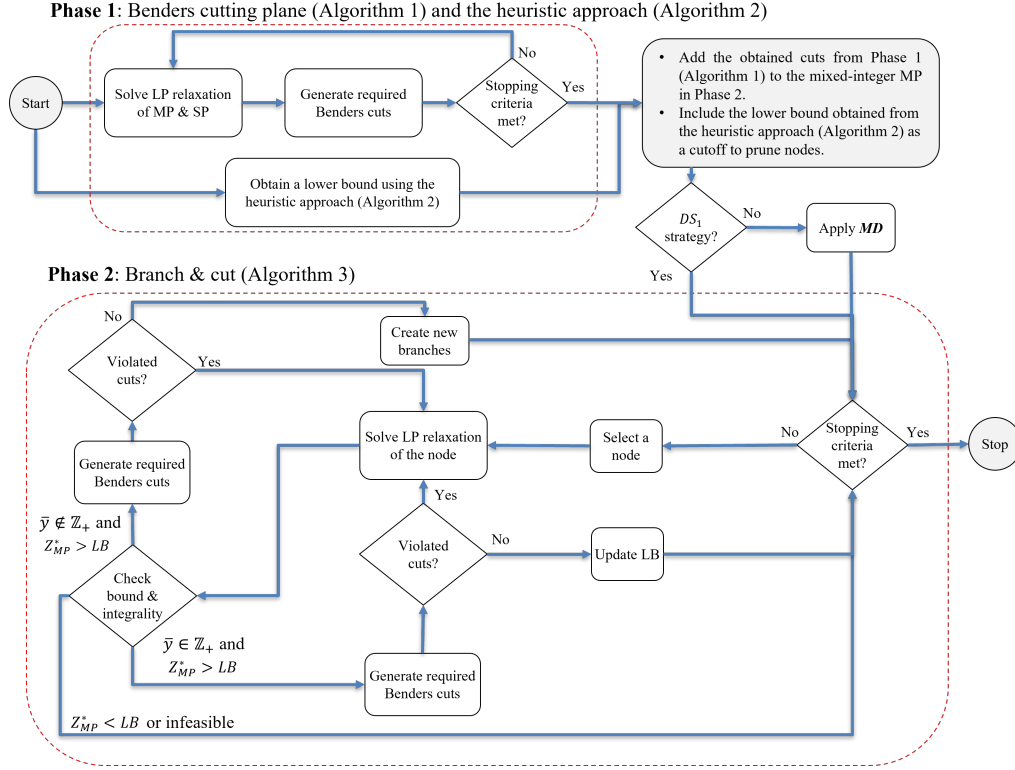 Phase 1: Benders cutting plane (Algorithm 1) and the heuristic approach (Algorithm 2)
Start
Solve LP relaxation
of MP & SP
Generate required
Benders cuts
No
Stopping
criteria
met?
Yes
Obtain a lower bound using the
heuristic approach (Algorithm 2)
• Add the obtained cuts from Phase 1
(Algorithm 1) to the mixed-integer MP
in Phase 2.
• Include the lower bound obtained from
the heuristic approach (Algorithm 2) as
a cutoff to prune nodes.
DS₁
strategy?
No
Apply MD
Yes
Phase 2: Branch & cut (Algorithm 3)
No
Violated
cuts?
Yes
Create new
branches
Generate required
Benders cuts
Solve LP relaxation
of the node
Select a
node
No
Stopping
criteria
met?
Yes
Stop
ȳ ∉ ℤ₊ and
Z*_MP > LB
Check
bound &
integrality
Yes
Violated
cuts?
No
Update LB
ȳ ∈ ℤ₊ and
Z*_MP > LB
Generate required
Benders cuts
Z*_MP < LB or infeasible